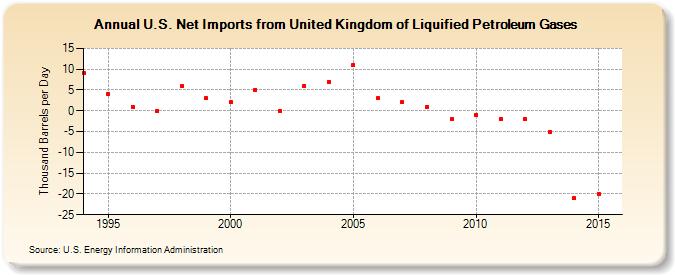 Annual U.S. Net Imports from United Kingdom of Liquified Petroleum Gases
Thousand Barrels per Day
15
10
5
0
-5
-10
-15
-20
-25
1995 2000 2005 2010 2015
Source: U.S. Energy Information Administration